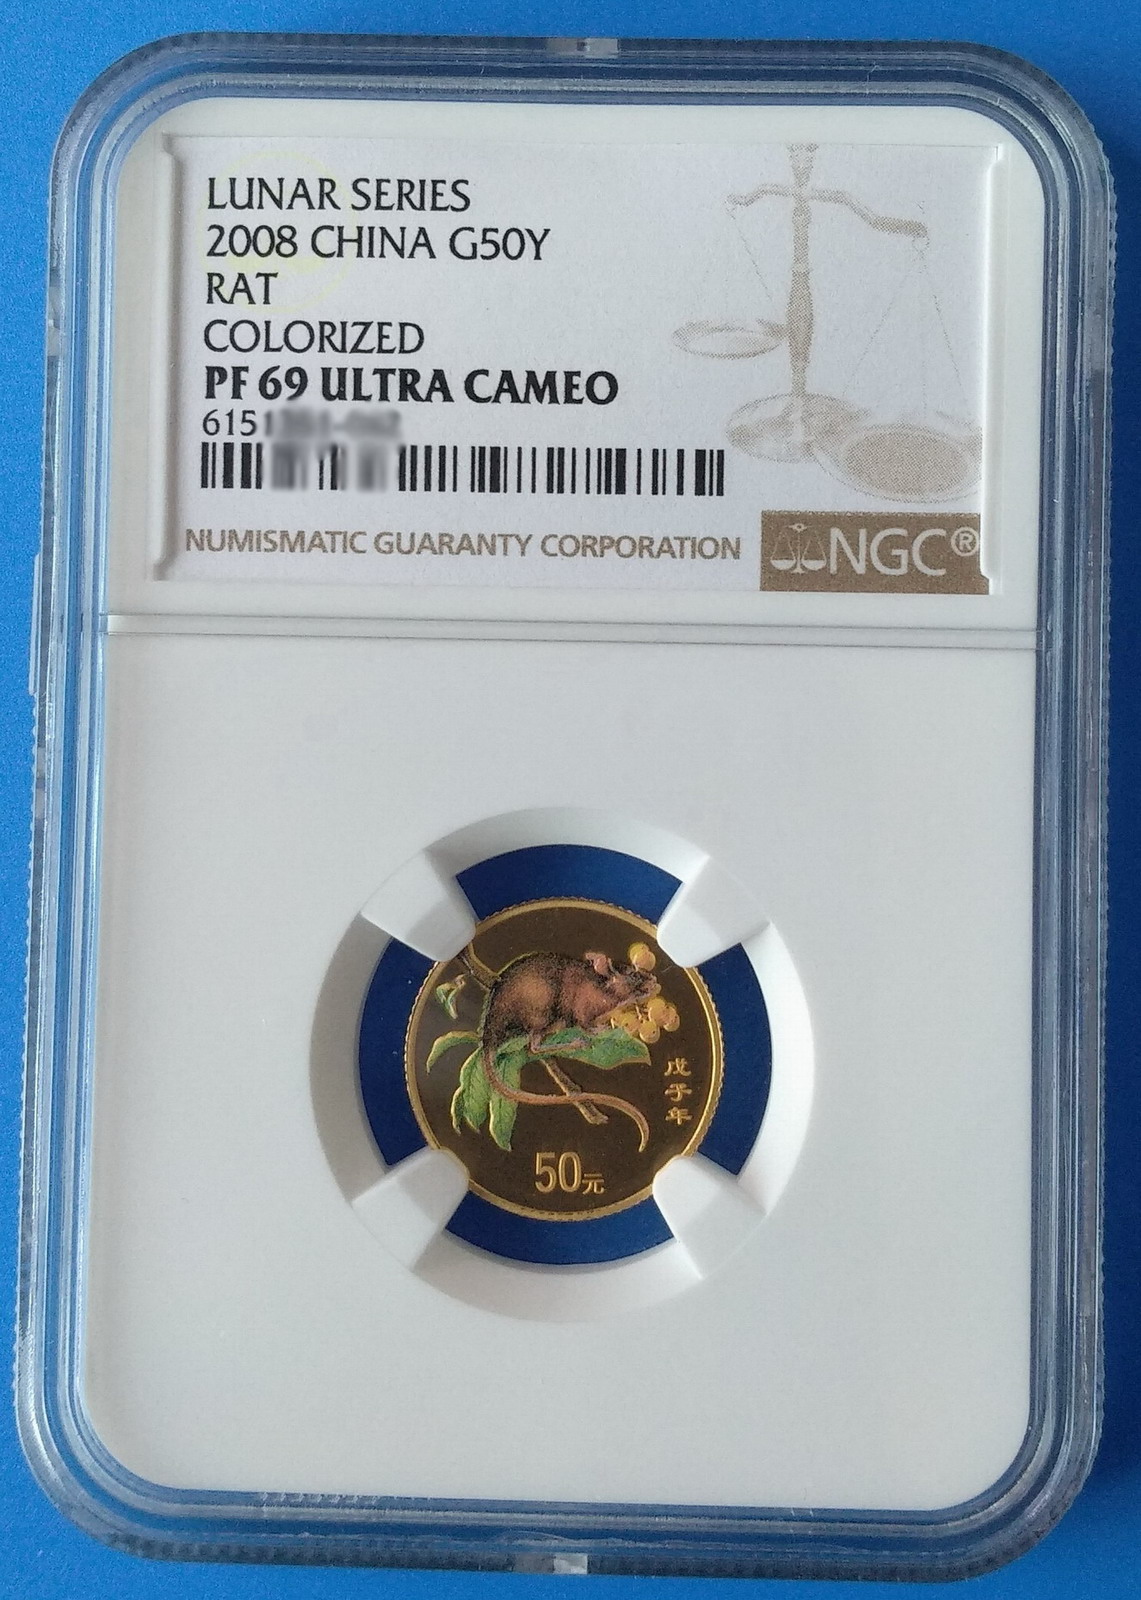 LUNAR SERIES
2008 CHINA G50Y
RAT
COLORIZED
PF 69 ULTRA CAMEO
6151
NUMISMATIC GUARANTY CORPORATION
NGC®
戊子年
50元